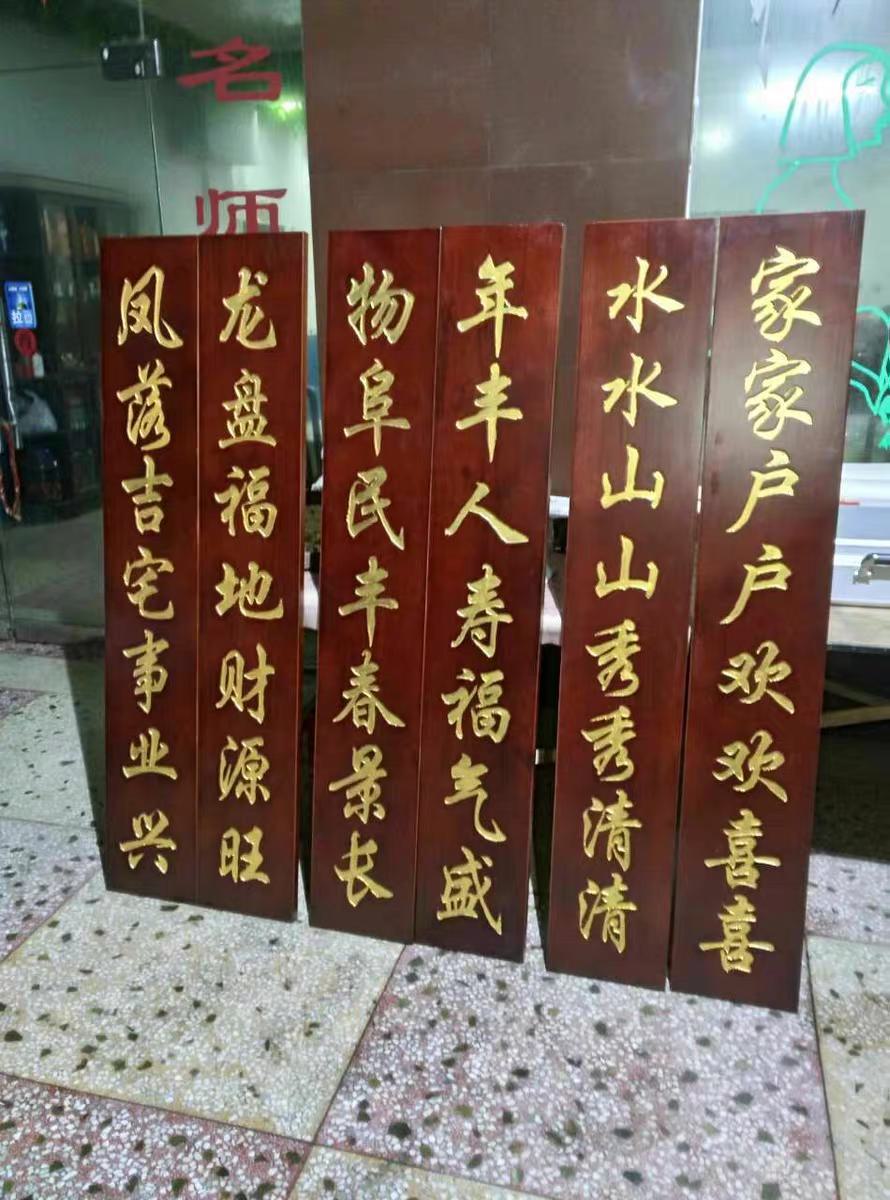 名师
家家户户欢欢喜喜
水水山山秀秀清清
年丰人寿福气盛
物阜民丰春景长
龙盘福地财源旺
凤落吉宅事业兴
拉